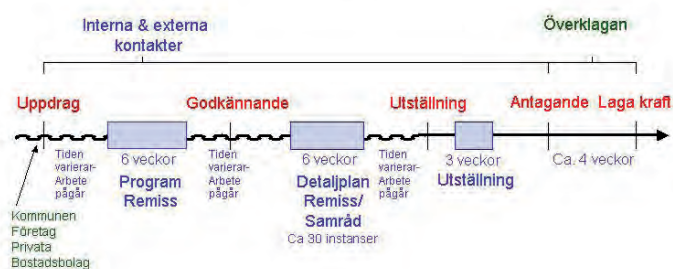 Interna & externa
kontakter
Överklagan
Uppdrag
Godkännande
Utställning
Antagande
Laga kraft
Tiden
varierar-
Arbete
pågår
6 veckor
Program
Remiss
Tiden
varierar-
Arbete
pågår
6 veckor
Detaljplan
Remiss/
Samråd
Ca 30 instanser
Tiden
varierar-
Arbete
pågår
3 veckor
Utställning
Ca. 4 veckor
Kommunen
Företag
Privata
Bostadsbolag